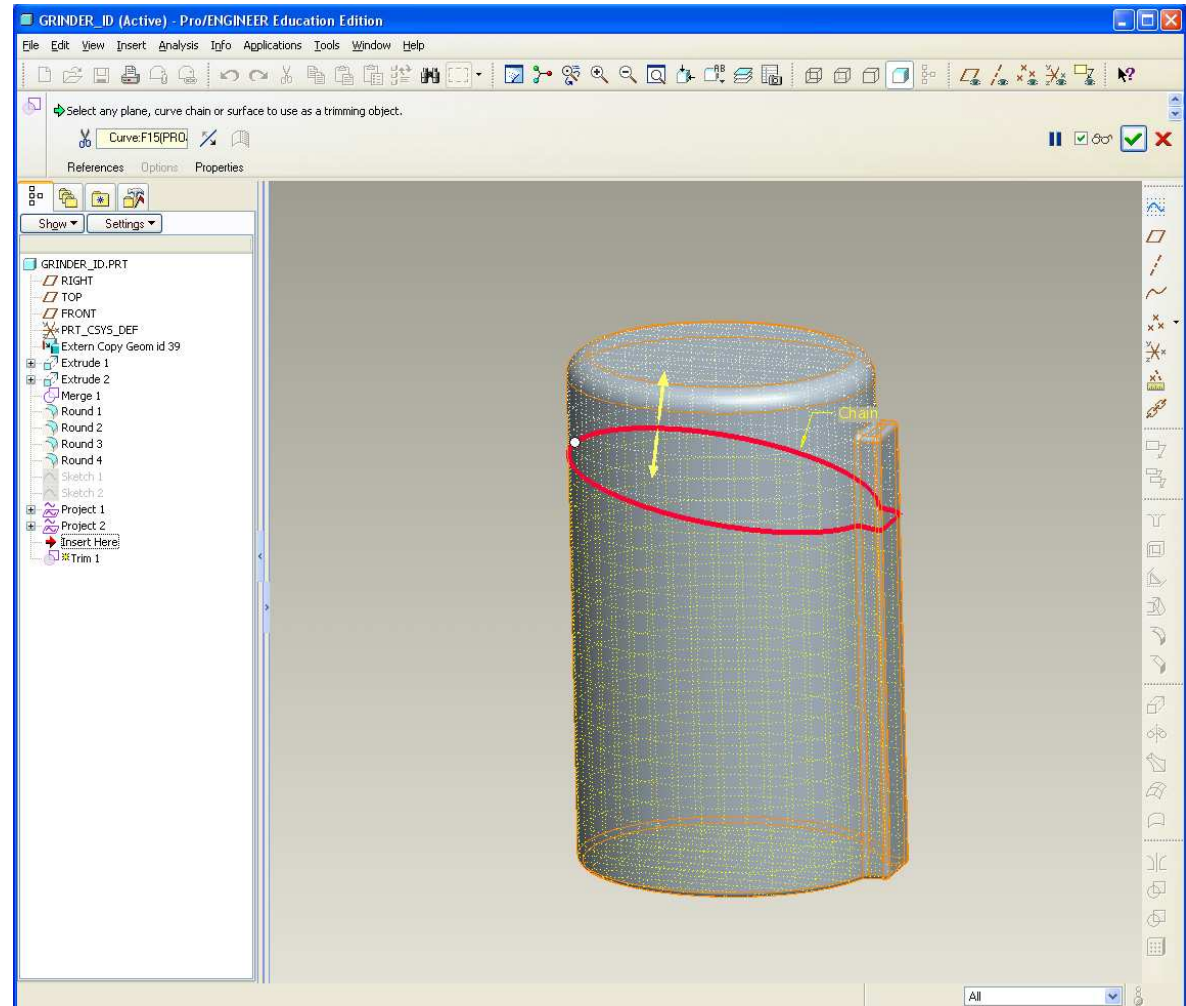 GRINDER_ID (Active) - Pro/ENGINEER Education Edition
File Edit View Insert Analysis Info Applications Tools Window Help
Select any plane, curve chain or surface to use as a trimming object.
Curve:F15(PRO
References Options Properties
Show Settings
GRINDER_ID.PRT
RIGHT
TOP
FRONT
PRT_CSYS_DEF
Extern Copy Geom id 39
Extrude 1
Extrude 2
Merge 1
Round 1
Round 2
Round 3
Round 4
Sketch 1
Sketch 2
Project 1
Project 2
Insert Here
Trim 1
Chain
All